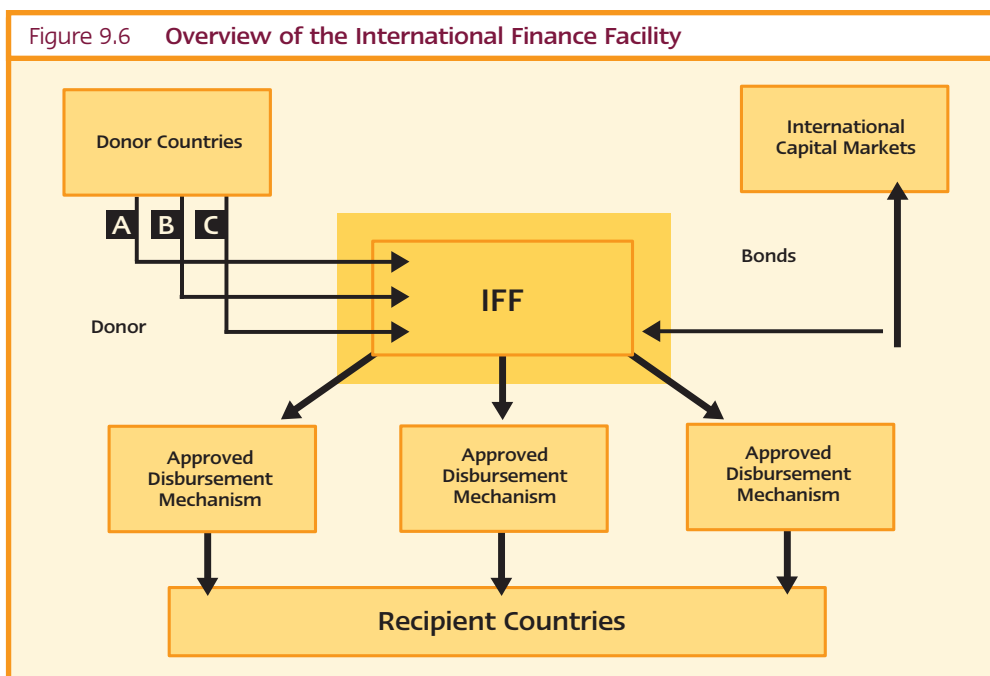 Figure 9.6 Overview of the International Finance Facility
Donor Countries
International
Capital Markets
A B C
IFF
Bonds
Donor
Approved
Disbursement
Mechanism
Approved
Disbursement
Mechanism
Approved
Disbursement
Mechanism
Recipient Countries